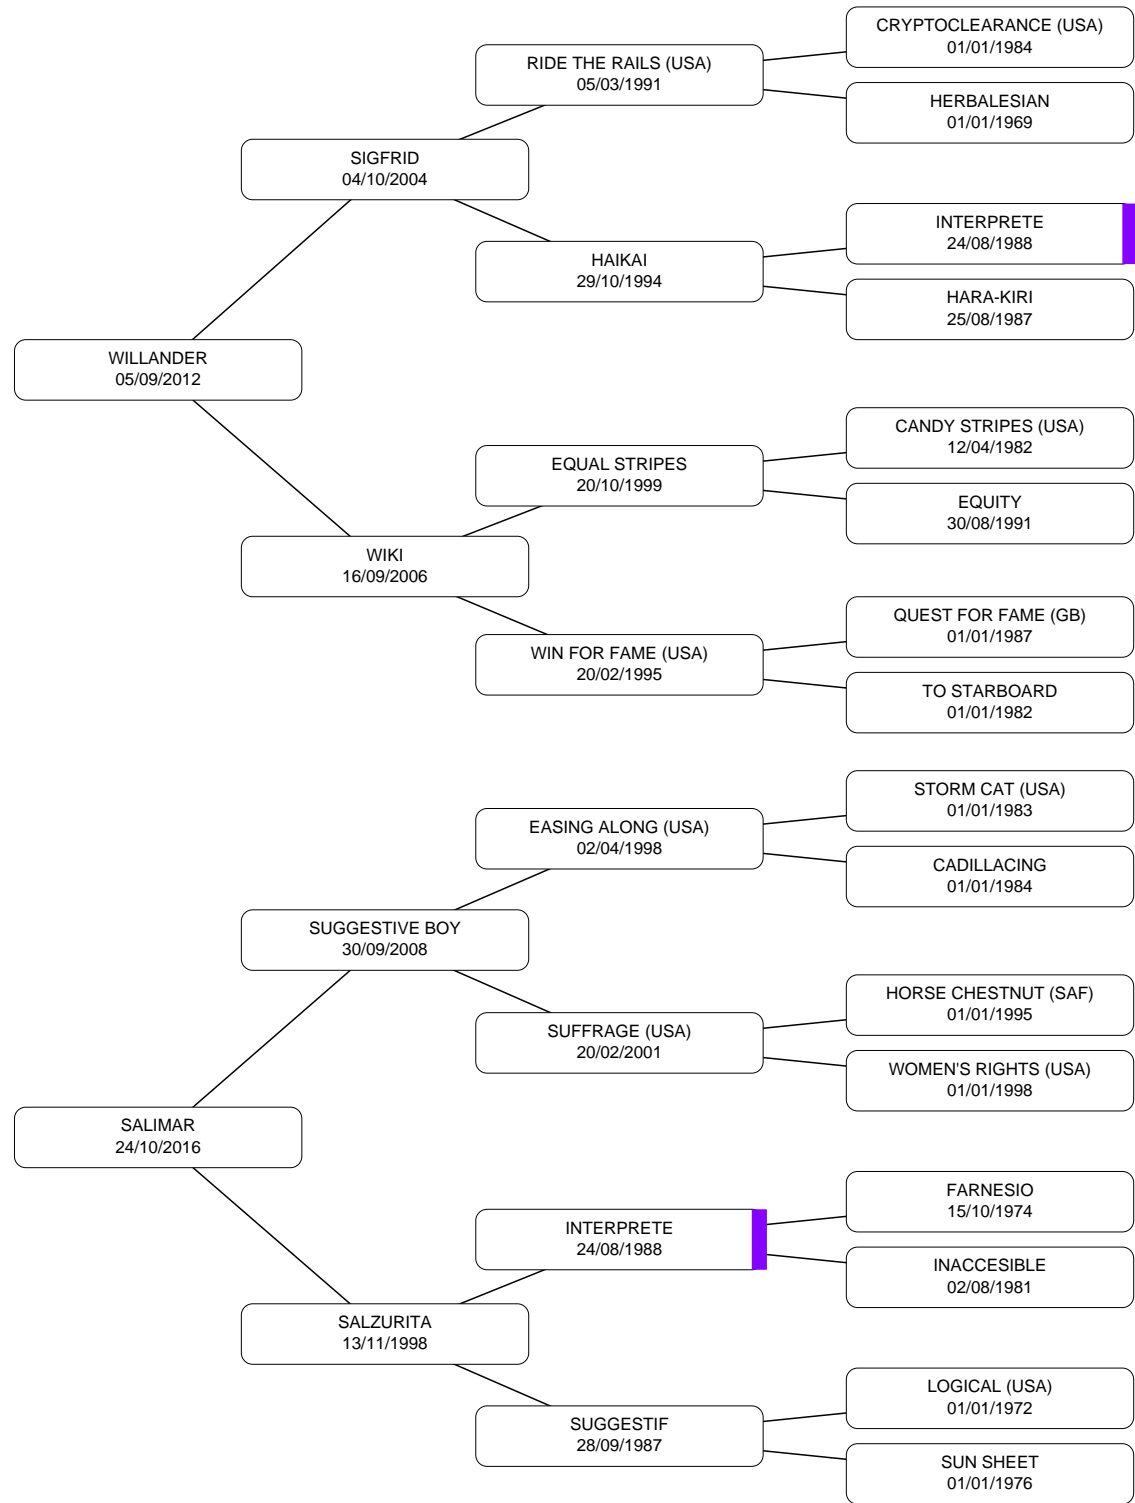 CRYPTOCLEARANCE (USA)
01/01/1984
RIDE THE RAILS (USA)
05/03/1991
HERBALESIAN
01/01/1969
SIGFRID
04/10/2004
INTERPRETE
24/08/1988
HAIKAI
29/10/1994
HARA-KIRI
25/08/1987
WILLANDER
05/09/2012
CANDY STRIPES (USA)
12/04/1982
EQUAL STRIPES
20/10/1999
EQUITY
30/08/1991
WIKI
16/09/2006
QUEST FOR FAME (GB)
01/01/1987
WIN FOR FAME (USA)
20/02/1995
TO STARBOARD
01/01/1982
STORM CAT (USA)
01/01/1983
EASING ALONG (USA)
02/04/1998
CADILLACING
01/01/1984
SUGGESTIVE BOY
30/09/2008
HORSE CHESTNUT (SAF)
01/01/1995
SUFFRAGE (USA)
20/02/2001
WOMEN'S RIGHTS (USA)
01/01/1998
SALIMAR
24/10/2016
FARNESIO
15/10/1974
INTERPRETE
24/08/1988
INACCESIBLE
02/08/1981
SALZURITA
13/11/1998
LOGICAL (USA)
01/01/1972
SUGGESTIF
28/09/1987
SUN SHEET
01/01/1976